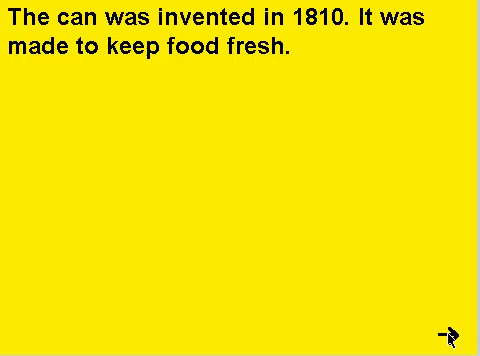 The can was invented in 1810. It was
made to keep food fresh.